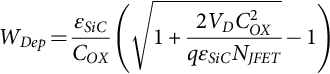 $W_{Dep} = \frac{\varepsilon_{SiC}}{C_{OX}} \left( \sqrt{1 + \frac{2V_D C_{OX}^2}{q\varepsilon_{SiC} N_{JFET}}} - 1 \right)$